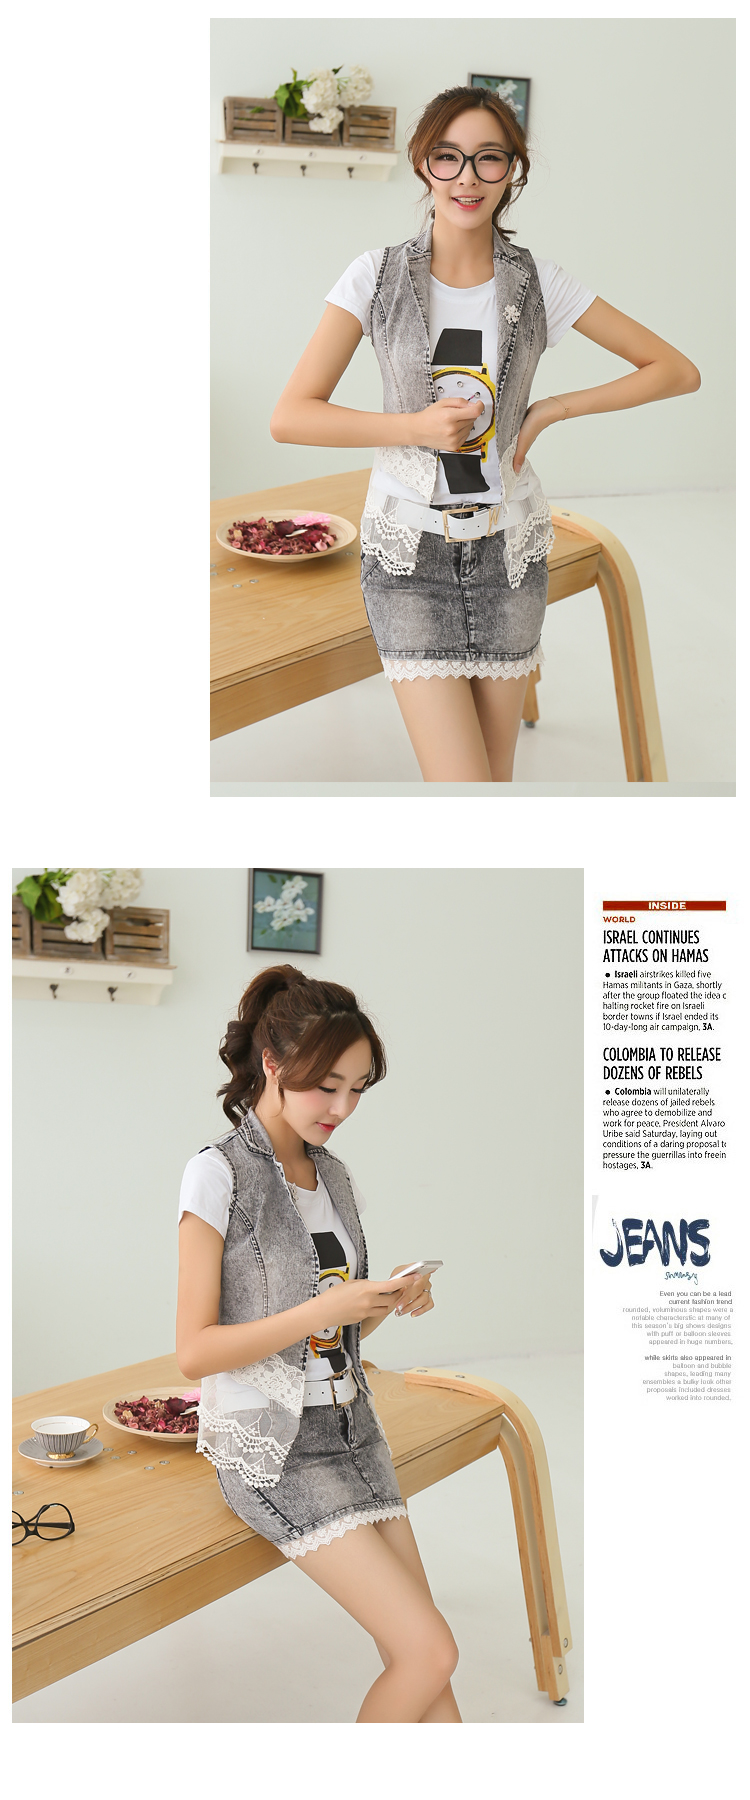 INSIDE
WORLD
ISRAEL CONTINUES
ATTACKS ON HAMAS
● Israeli airstrikes killed five
Hamas militants in Gaza, shortly
after the group floated the idea o
halting rocket fire on Israeli
border towns if Israel ended its
10-day-long air campaign, 3A.
COLOMBIA TO RELEASE
DOZENS OF REBELS
● Colombia will unilaterally
release dozens of jailed rebels
who agree to demobilize and
work for peace, President Alvaro
Uribe said Saturday, laying out
conditions of a daring proposal to
pressure the guerrillas into freein
hostages, 3A.
JEANS
Even you can be a lead
current fashion trend
rounded, voluminous shapes were a
notable characterstic at many of
this season's big shows designs
with puff or balloon sleeves
appeared in huge numbers,
while skirts also appeared in
balloon and bubble
shapes, leading many
ensembles a bulky look other
proposals included dresses
worked into rounded.